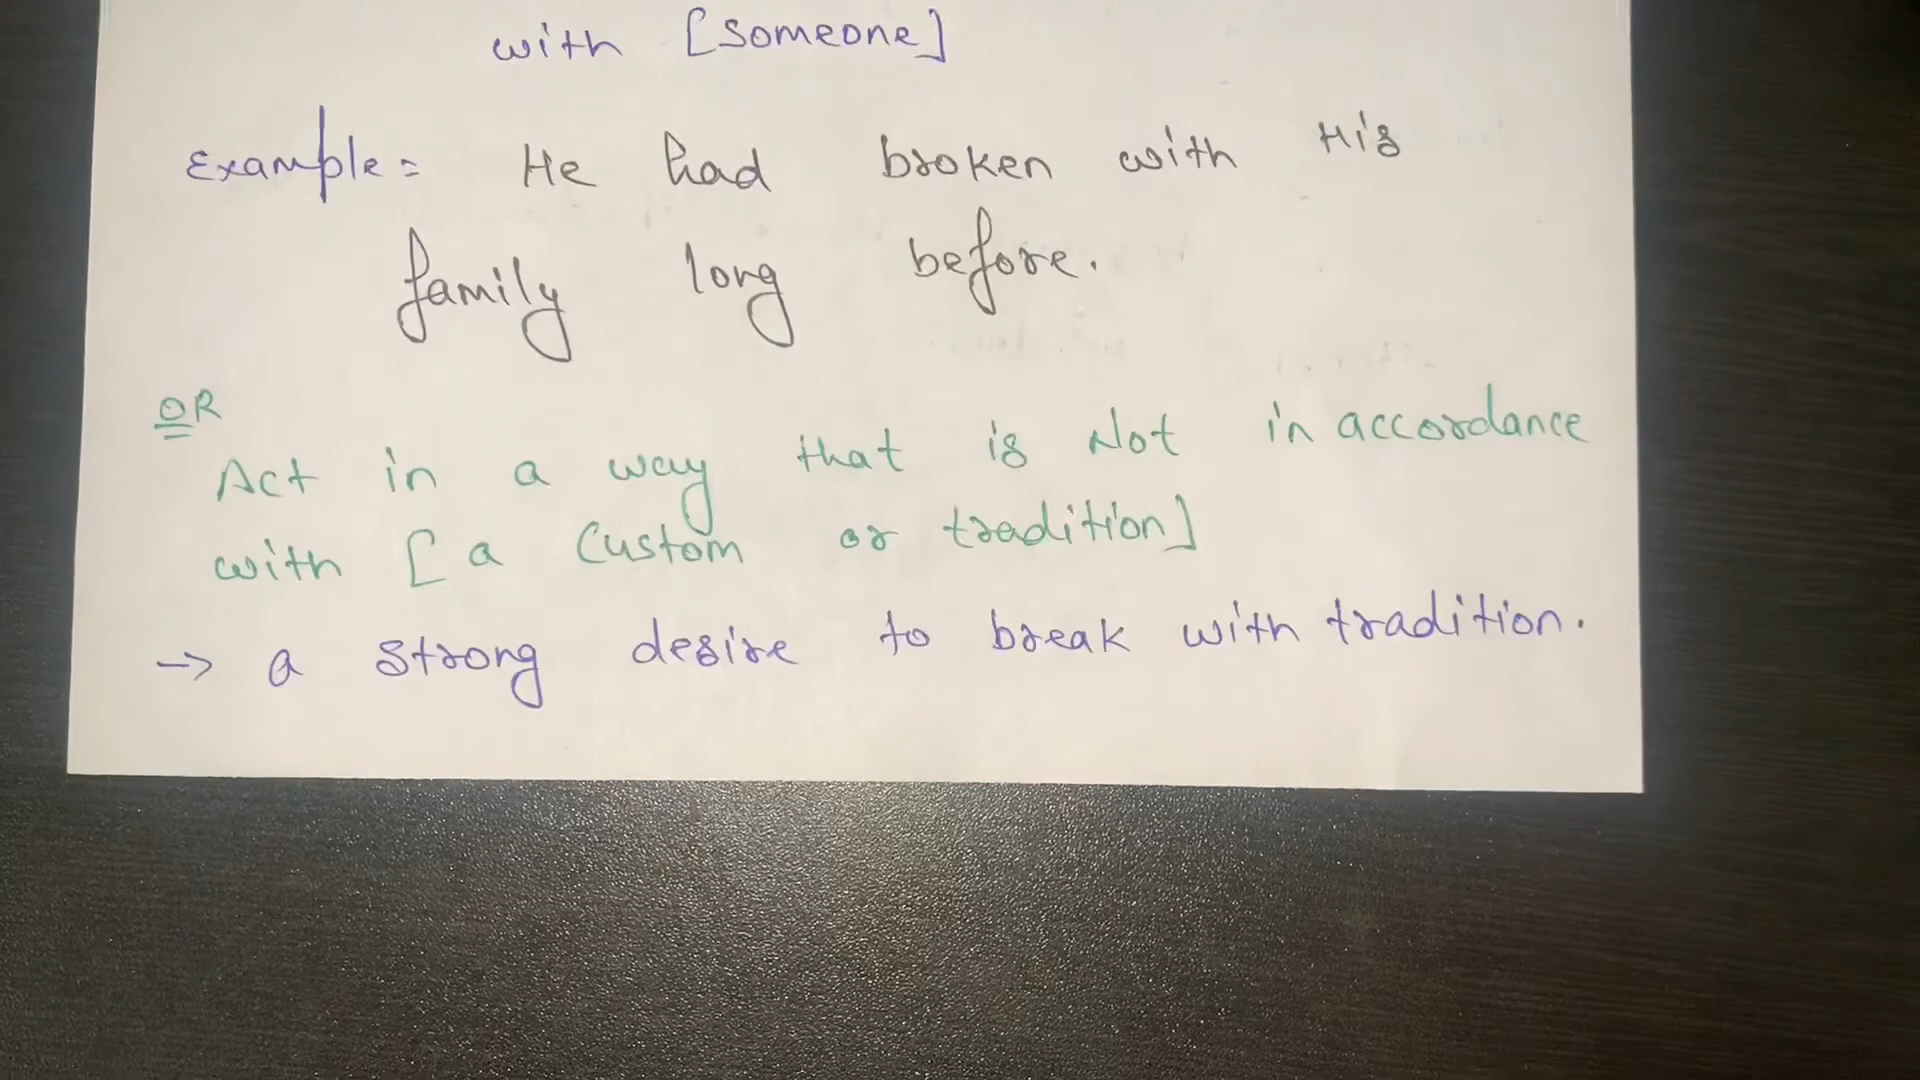 with [someone]
Example= He had broken with His
family long before.
OR
Act in a way that is Not in accordance
with [a Custom or tradition]
→ a strong desire to break with tradition.